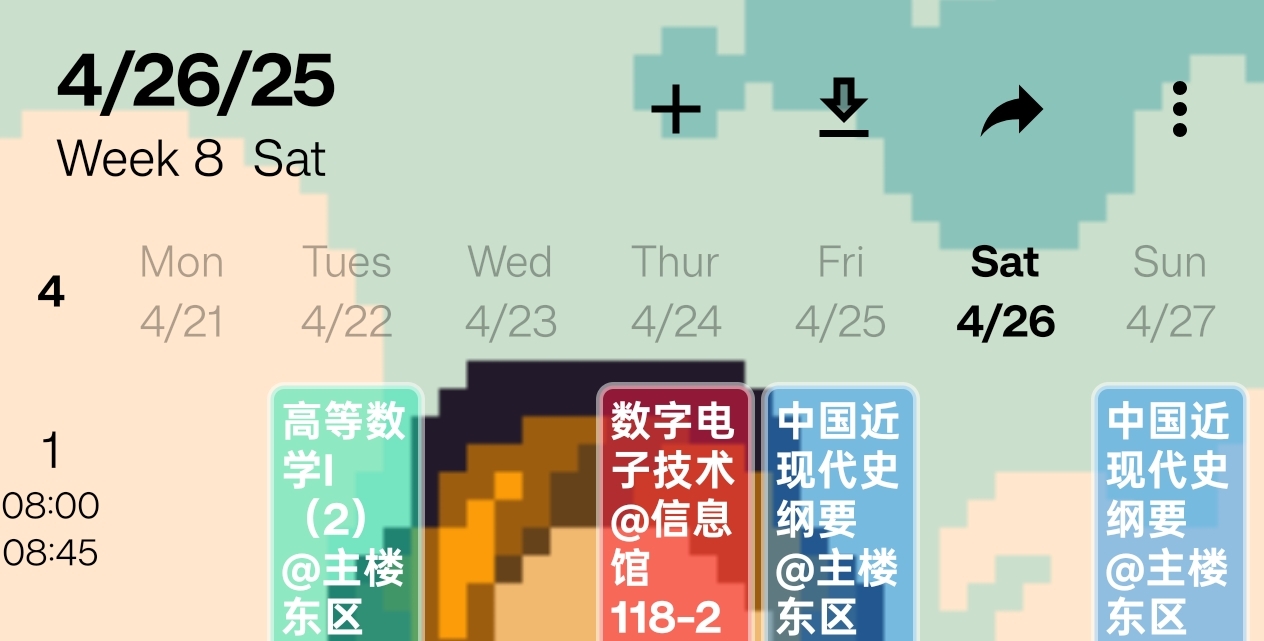 4/26/25
Week 8 Sat
4
Mon Tues Wed Thur Fri Sat Sun
4/21 4/22 4/23 4/24 4/25 4/26 4/27
1
08:00
08:45
高等数
学I
（2）
@主楼
东区
数字电
子技术
@信息
馆
118-2
中国近
现代史
纲要
@主楼
东区
中国近
现代史
纲要
@主楼
东区